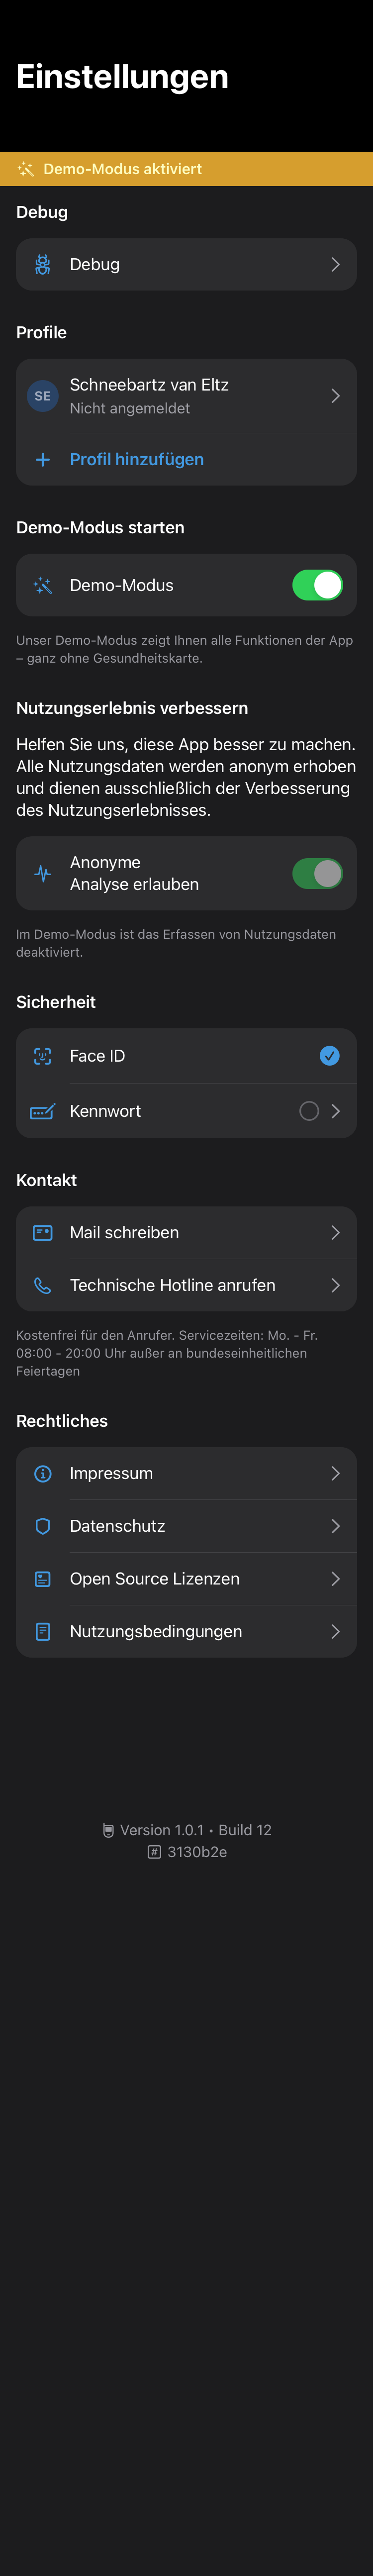 Einstellungen
Demo-Modus aktiviert
Debug
Debug
Profile
SE
Schneebartz van Eltz
Nicht angemeldet
Profil hinzufügen
Demo-Modus starten
Demo-Modus
Unser Demo-Modus zeigt Ihnen alle Funktionen der App
– ganz ohne Gesundheitskarte.
Nutzungserlebnis verbessern
Helfen Sie uns, diese App besser zu machen.
Alle Nutzungsdaten werden anonym erhoben
und dienen ausschließlich der Verbesserung
des Nutzungserlebnisses.
Anonyme
Analyse erlauben
Im Demo-Modus ist das Erfassen von Nutzungsdaten
deaktiviert.
Sicherheit
Face ID
Kennwort
Kontakt
Mail schreiben
Technische Hotline anrufen
Kostenfrei für den Anrufer. Servicezeiten: Mo. - Fr.
08:00 - 20:00 Uhr außer an bundeseinheitlichen
Feiertagen
Rechtliches
Impressum
Datenschutz
Open Source Lizenzen
Nutzungsbedingungen
Version 1.0.1 • Build 12
# 3130b2e